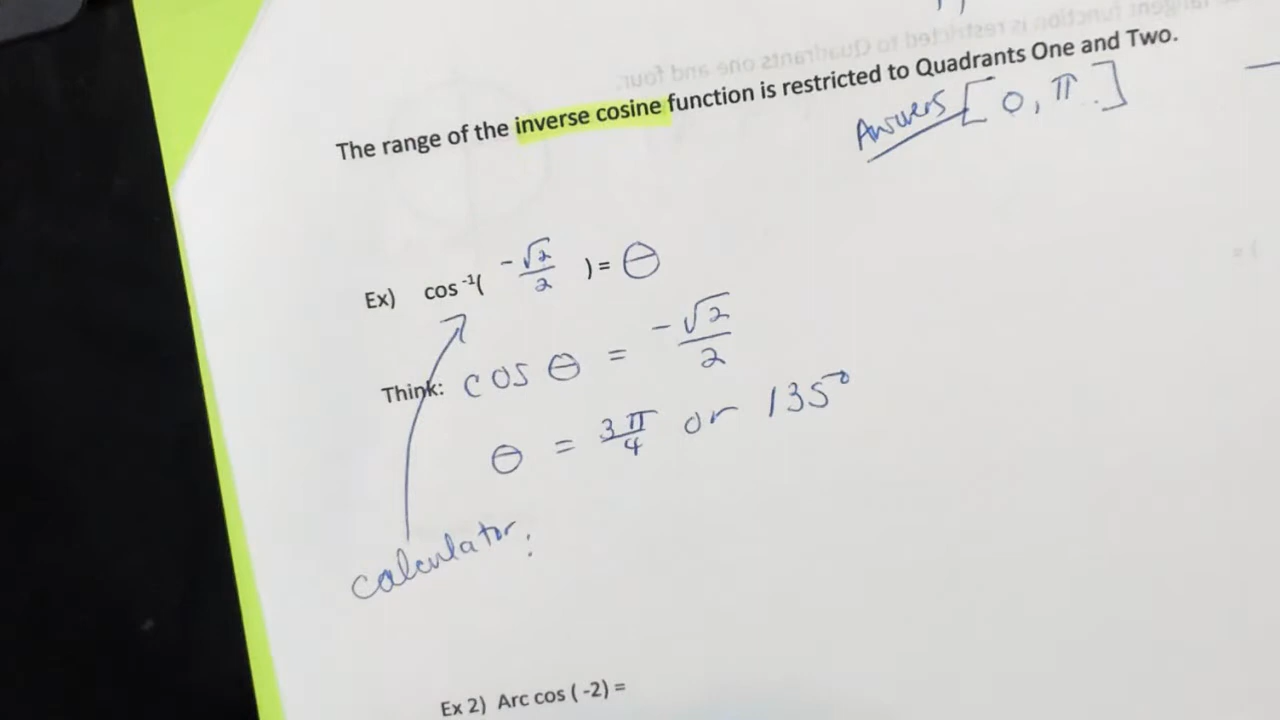 The range of the inverse cosine function is restricted to Quadrants One and Two.
Answers [ 0, π ]
Ex) cos⁻¹( -√2/2 ) = θ
Think: cos θ = -√2/2
θ = 3π/4 or 135°
calculator:
Ex 2) Arc cos ( -2) =